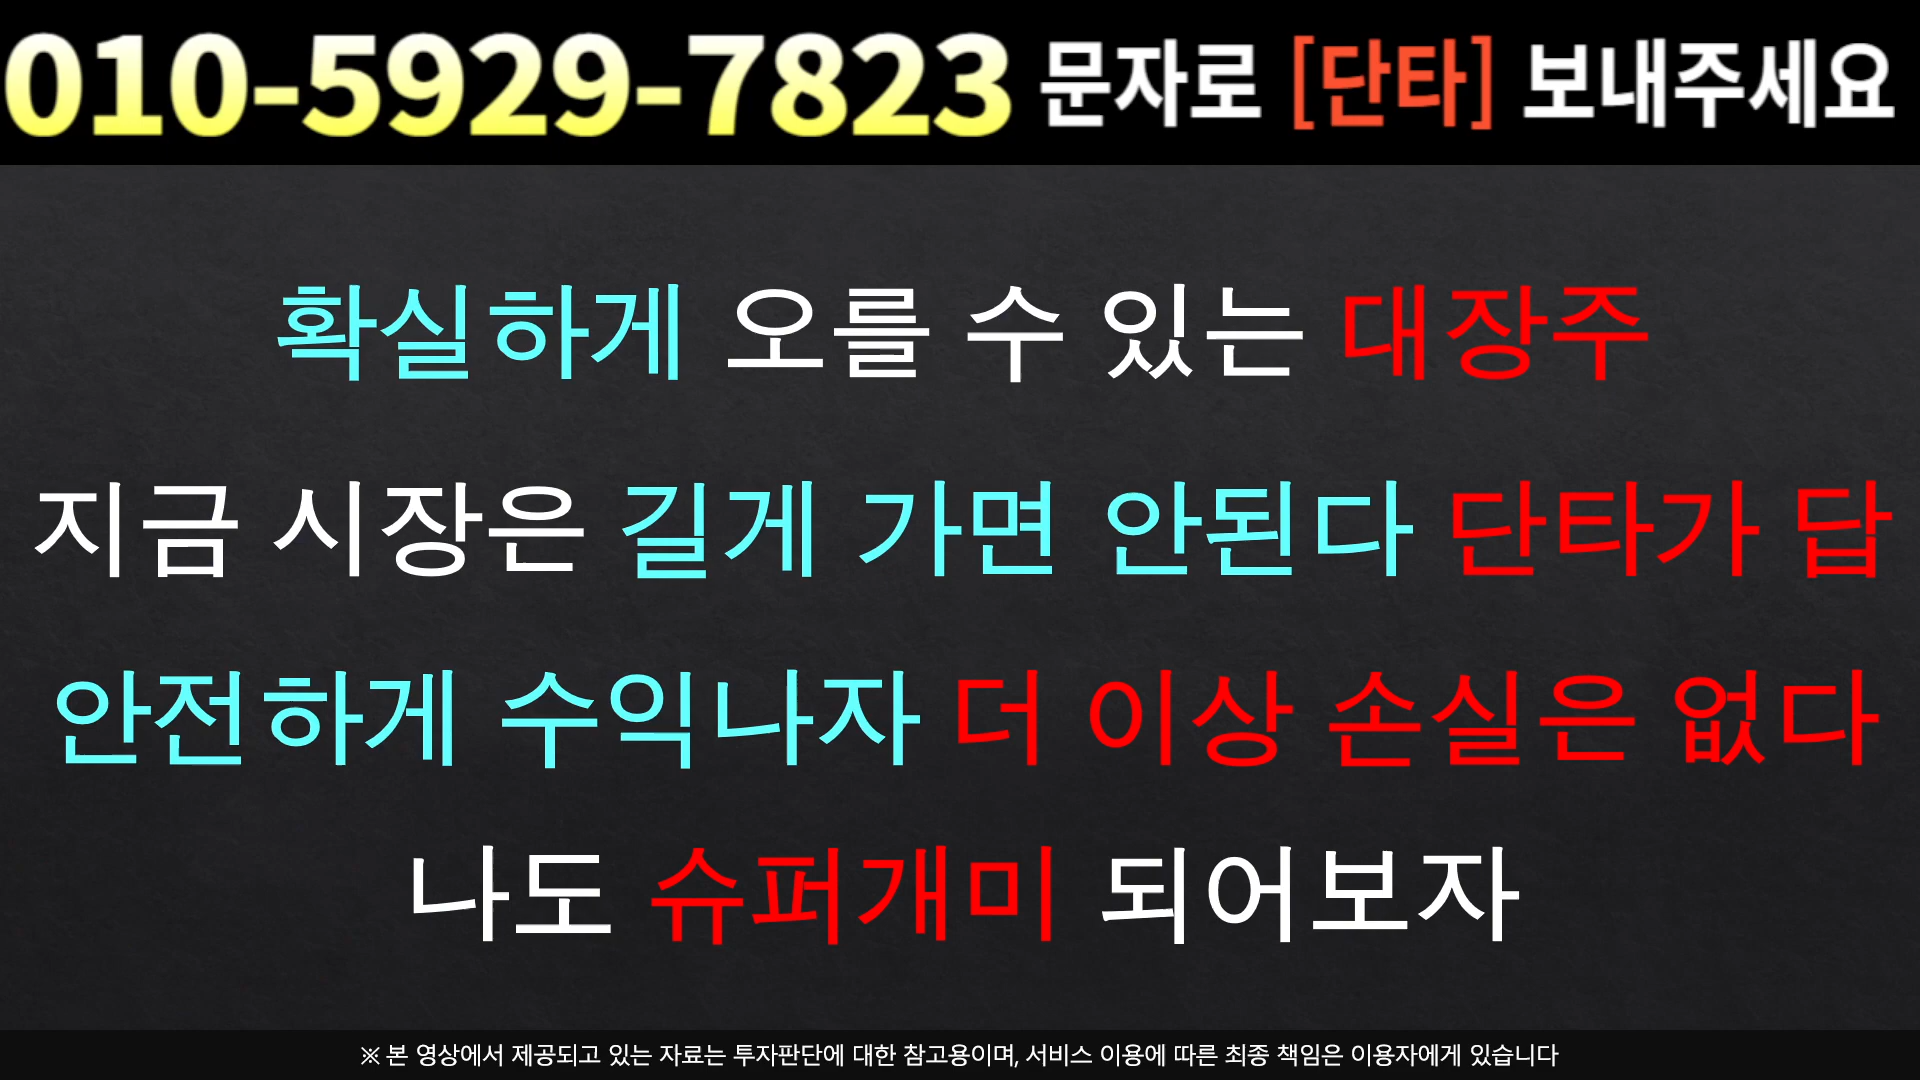 010-5929-7823 문자로 [단타] 보내주세요
확실하게 오를 수 있는 대장주
지금 시장은 길게 가면 안된다 단타가 답
안전하게 수익나자 더 이상 손실은 없다
나도 슈퍼개미 되어보자
※ 본 영상에서 제공되고 있는 자료는 투자판단에 대한 참고용이며, 서비스 이용에 따른 최종 책임은 이용자에게 있습니다